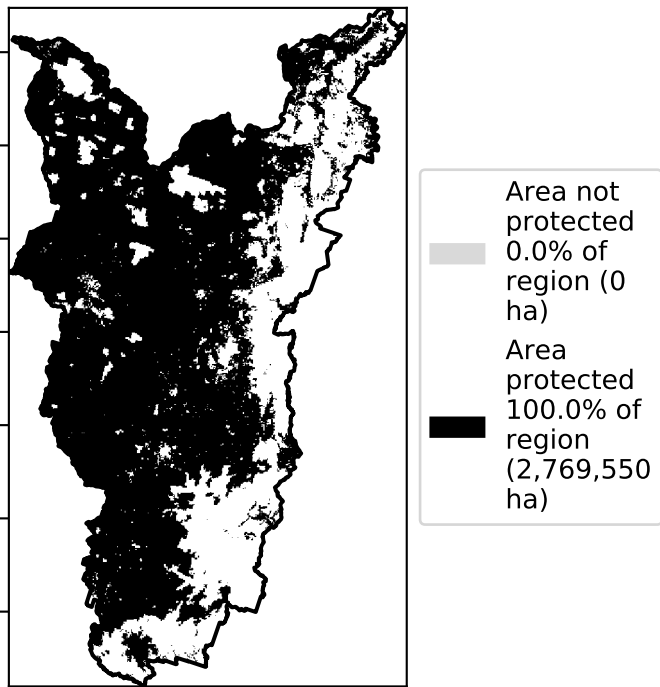 Area not
protected
0.0% of
region (0
ha)
Area
protected
100.0% of
region
(2,769,550
ha)